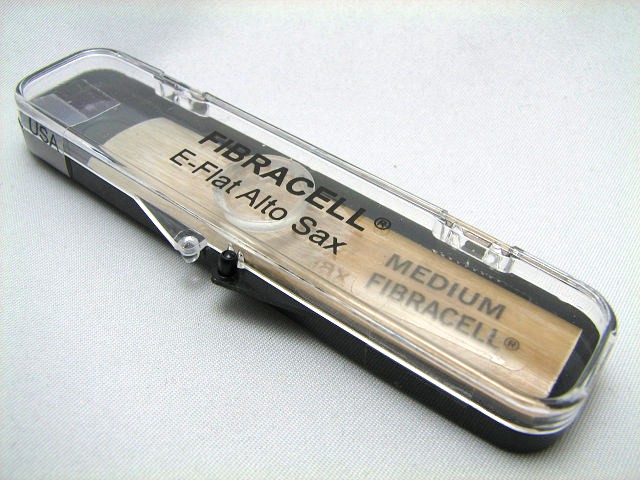 FIBRACELL®
E-Flat Alto Sax
MEDIUM
FIBRACELL®
USA